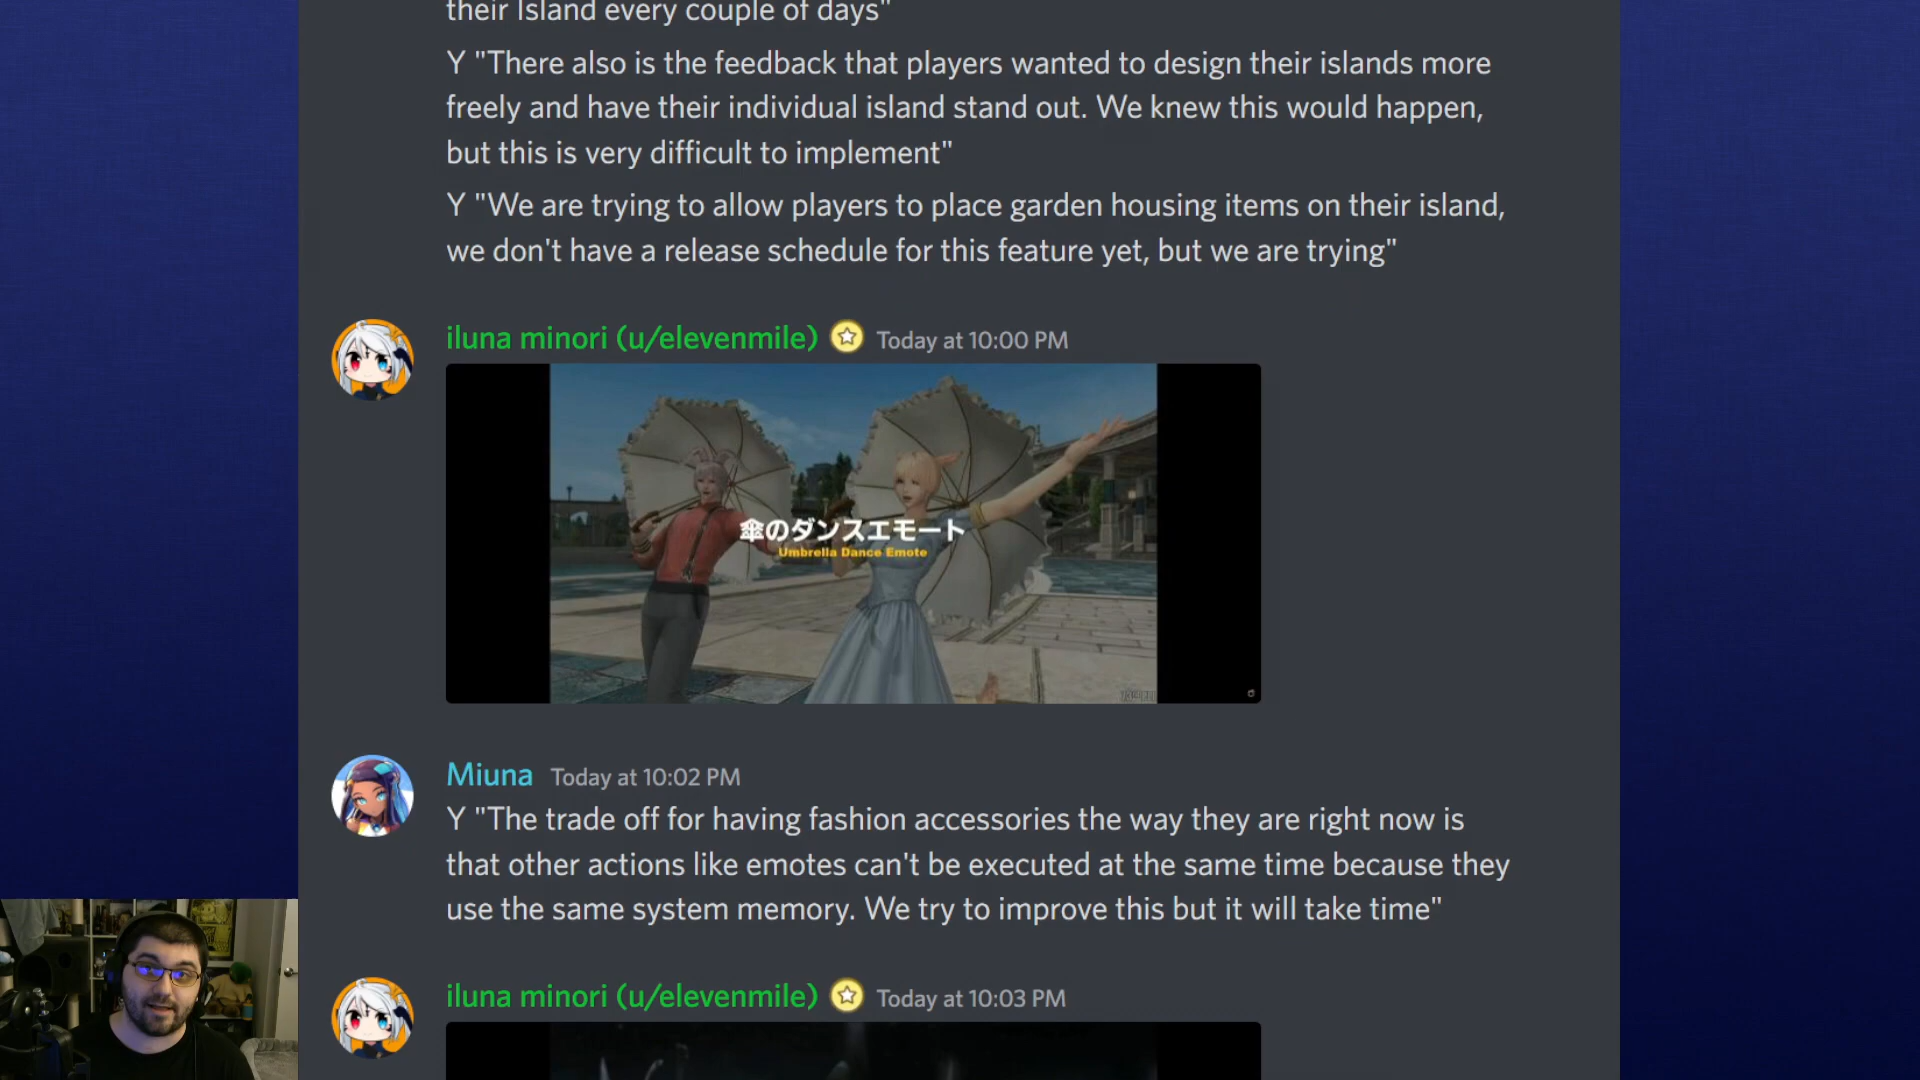 their Island every couple of days"
Y "There also is the feedback that players wanted to design their islands more
freely and have their individual island stand out. We knew this would happen,
but this is very difficult to implement"
Y "We are trying to allow players to place garden housing items on their island,
we don't have a release schedule for this feature yet, but we are trying"
iluna minori (u/elevenmile) Today at 10:00 PM
傘のダンスエモート
Umbrella Dance Emote
Miuna Today at 10:02 PM
Y "The trade off for having fashion accessories the way they are right now is
that other actions like emotes can't be executed at the same time because they
use the same system memory. We try to improve this but it will take time"
iluna minori (u/elevenmile) Today at 10:03 PM